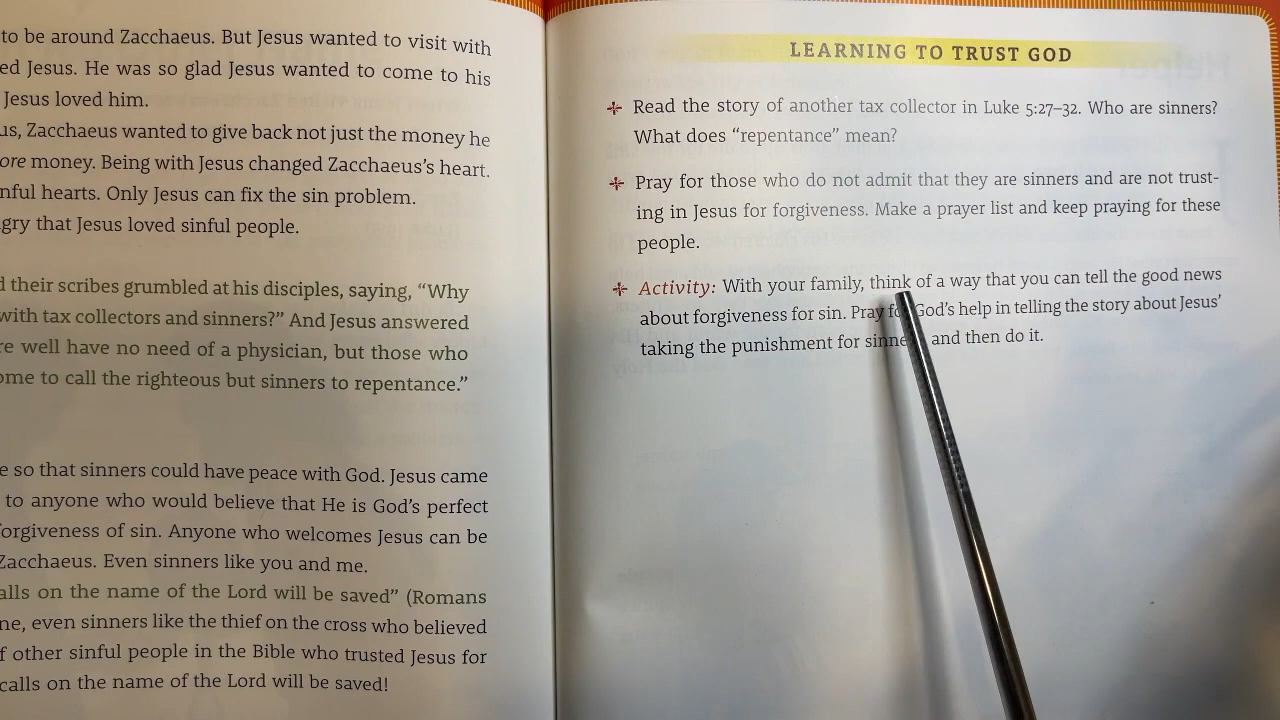 to be around Zacchaeus. But Jesus wanted to visit with
ed Jesus. He was so glad Jesus wanted to come to his
Jesus loved him.
us, Zacchaeus wanted to give back not just the money he
ore money. Being with Jesus changed Zacchaeus's heart.
nful hearts. Only Jesus can fix the sin problem.
gry that Jesus loved sinful people.
d their scribes grumbled at his disciples, saying, “Why
with tax collectors and sinners?” And Jesus answered
re well have no need of a physician, but those who
ome to call the righteous but sinners to repentance.”
e so that sinners could have peace with God. Jesus came
to anyone who would believe that He is God's perfect
forgiveness of sin. Anyone who welcomes Jesus can be
Zacchaeus. Even sinners like you and me.
alls on the name of the Lord will be saved” (Romans
ne, even sinners like the thief on the cross who believed
f other sinful people in the Bible who trusted Jesus for
calls on the name of the Lord will be saved!
LEARNING TO TRUST GOD
Read the story of another tax collector in Luke 5:27–32. Who are sinners?
What does “repentance” mean?
Pray for those who do not admit that they are sinners and are not trust-
ing in Jesus for forgiveness. Make a prayer list and keep praying for these
people.
Activity: With your family, think of a way that you can tell the good news
about forgiveness for sin. Pray God's help in telling the story about Jesus'
taking the punishment for and then do it.